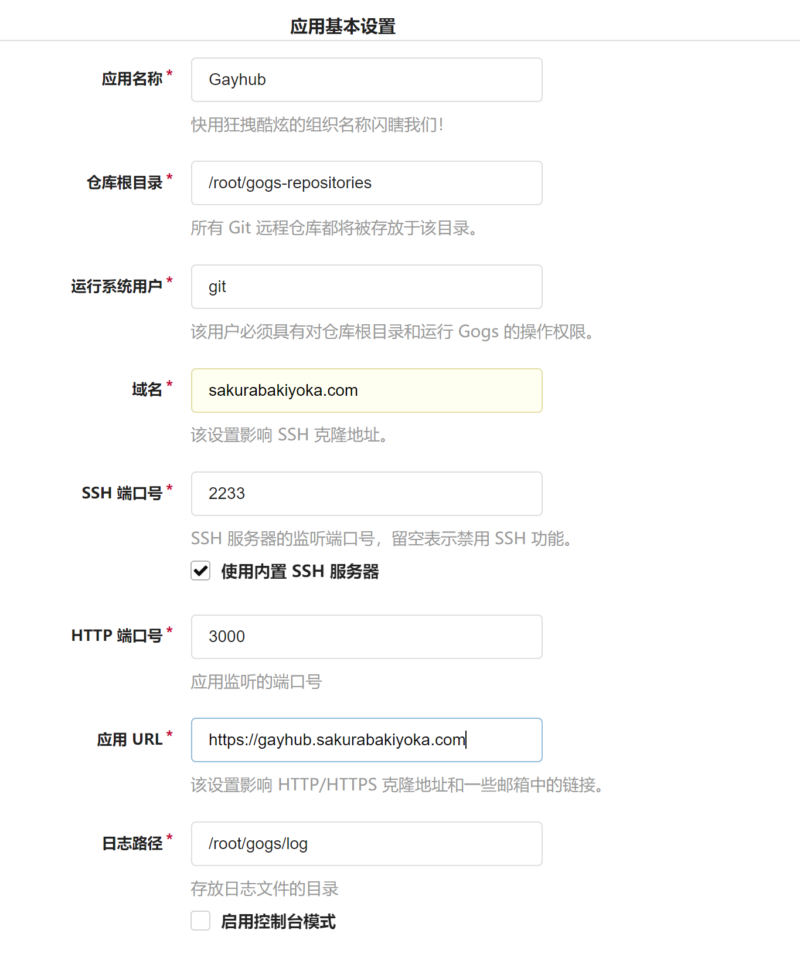 应用基本设置
应用名称*
Gayhub
快用狂拽酷炫的组织名称闪瞎我们!
仓库根目录*
/root/gogs-repositories
所有 Git 远程仓库都将被存放于该目录。
运行系统用户*
git
该用户必须具有对仓库根目录和运行 Gogs 的操作权限。
域名*
sakurabakiyoka.com
该设置影响 SSH 克隆地址。
SSH 端口号*
2233
SSH 服务器的监听端口号，留空表示禁用 SSH 功能。
使用内置 SSH 服务器
HTTP 端口号*
3000
应用监听的端口号
应用 URL*
https://gayhub.sakurabakiyoka.com
该设置影响 HTTP/HTTPS 克隆地址和一些邮箱中的链接。
日志路径*
/root/gogs/log
存放日志文件的目录
启用控制台模式